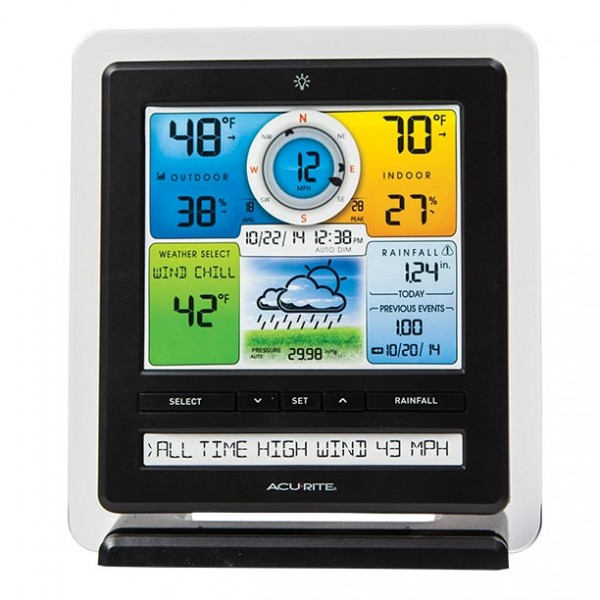 48°F
OUTDOOR
38%
N
NW
NE
W
E
SW
SE
S
12
MPH
18
AVG.
28
PEAK
70°F
INDOOR
27%
10/22/14 12:38 PM
AUTO DIM
WEATHER SELECT
WIND CHILL
42°F
PRESSURE
AUTO
29.98 inHg
RAINFALL
1.24 in.
TODAY
PREVIOUS EVENTS
1.00
10/20/14
SELECT
SET
RAINFALL
>ALL TIME HIGH WIND 43 MPH
ACU·RITE®